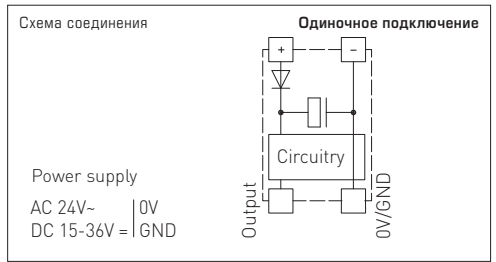 Схема соединения
Одиночное подключение
+ −
Circuitry
Power supply
AC 24V~ | 0V
DC 15-36V = | GND
Output
0V/GND